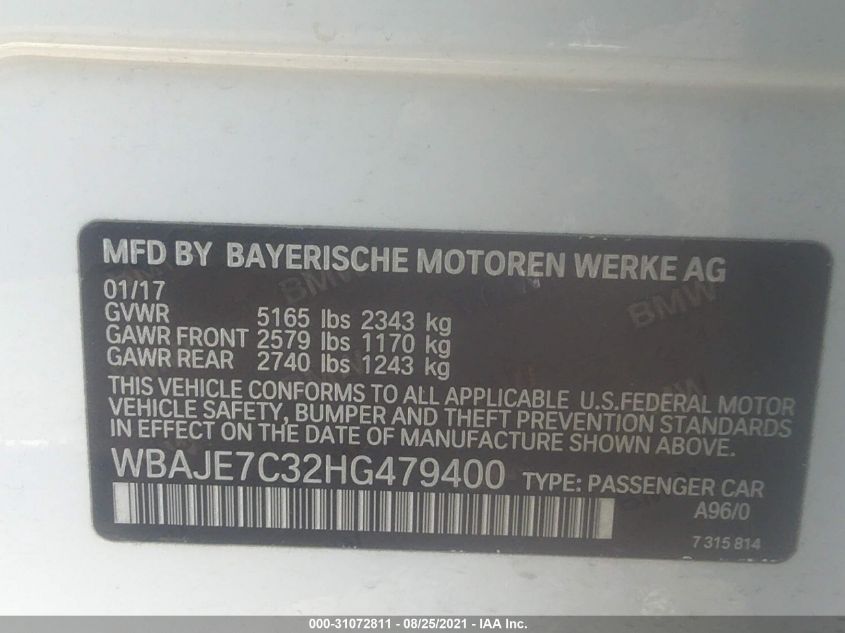 MFD BY BAYERISCHE MOTOREN WERKE AG
01/17
GVWR 5165 lbs 2343 kg
GAWR FRONT 2579 lbs 1170 kg
GAWR REAR 2740 lbs 1243 kg
THIS VEHICLE CONFORMS TO ALL APPLICABLE U.S.FEDERAL MOTOR
VEHICLE SAFETY, BUMPER AND THEFT PREVENTION STANDARDS
IN EFFECT ON THE DATE OF MANUFACTURE SHOWN ABOVE.
WBAJE7C32HG479400 TYPE: PASSENGER CAR
A96/0
7 315 814
000-31072811 - 08/25/2021 - IAA Inc.